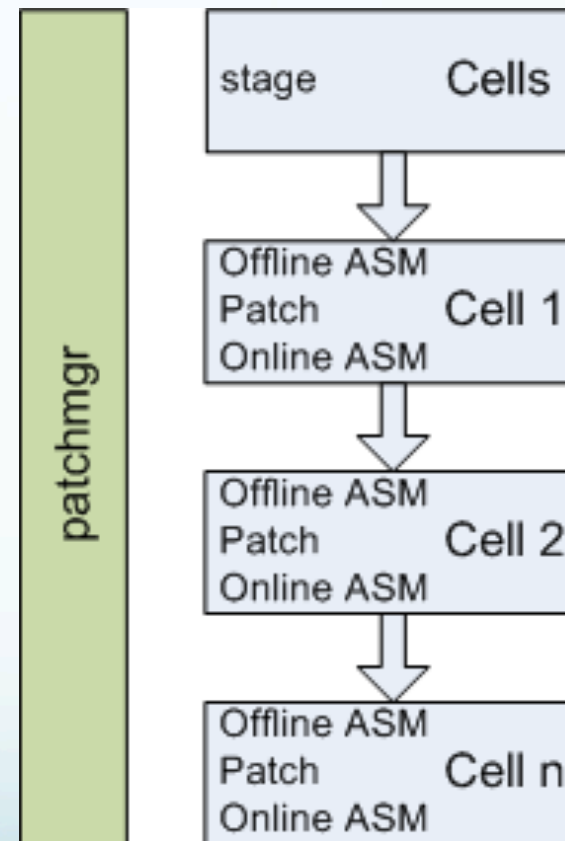 patchmgr
stage Cells
Offline ASM
Patch Cell 1
Online ASM
Offline ASM
Patch Cell 2
Online ASM
Offline ASM
Patch Cell n
Online ASM